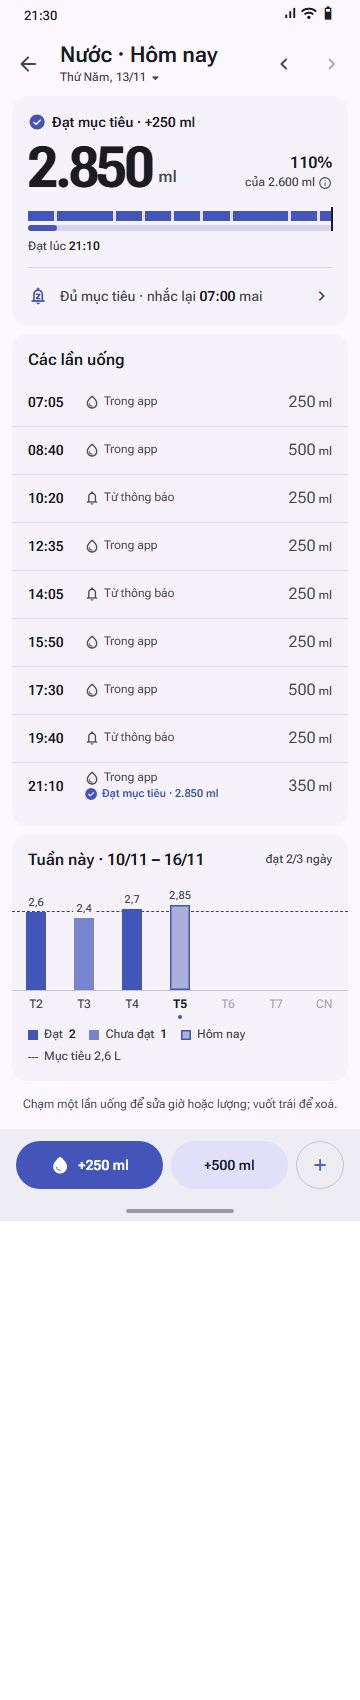 21:30
Nước · Hôm nay
Thứ Năm, 13/11
Đạt mục tiêu · +250 ml
2.850 ml
110%
của 2.600 ml
Đạt lúc 21:10
Đủ mục tiêu · nhắc lại 07:00 mai
Các lần uống
07:05 Trong app 250 ml
08:40 Trong app 500 ml
10:20 Từ thông báo 250 ml
12:35 Trong app 250 ml
14:05 Từ thông báo 250 ml
15:50 Trong app 250 ml
17:30 Trong app 500 ml
19:40 Từ thông báo 250 ml
21:10 Trong app 350 ml
Đạt mục tiêu · 2.850 ml
Tuần này · 10/11 – 16/11 đạt 2/3 ngày
2,6 2,4 2,7 2,85
T2 T3 T4 T5 T6 T7 CN
Đạt 2 Chưa đạt 1 Hôm nay
Mục tiêu 2,6 L
Chạm một lần uống để sửa giờ hoặc lượng; vuốt trái để xoá.
+250 ml +500 ml +